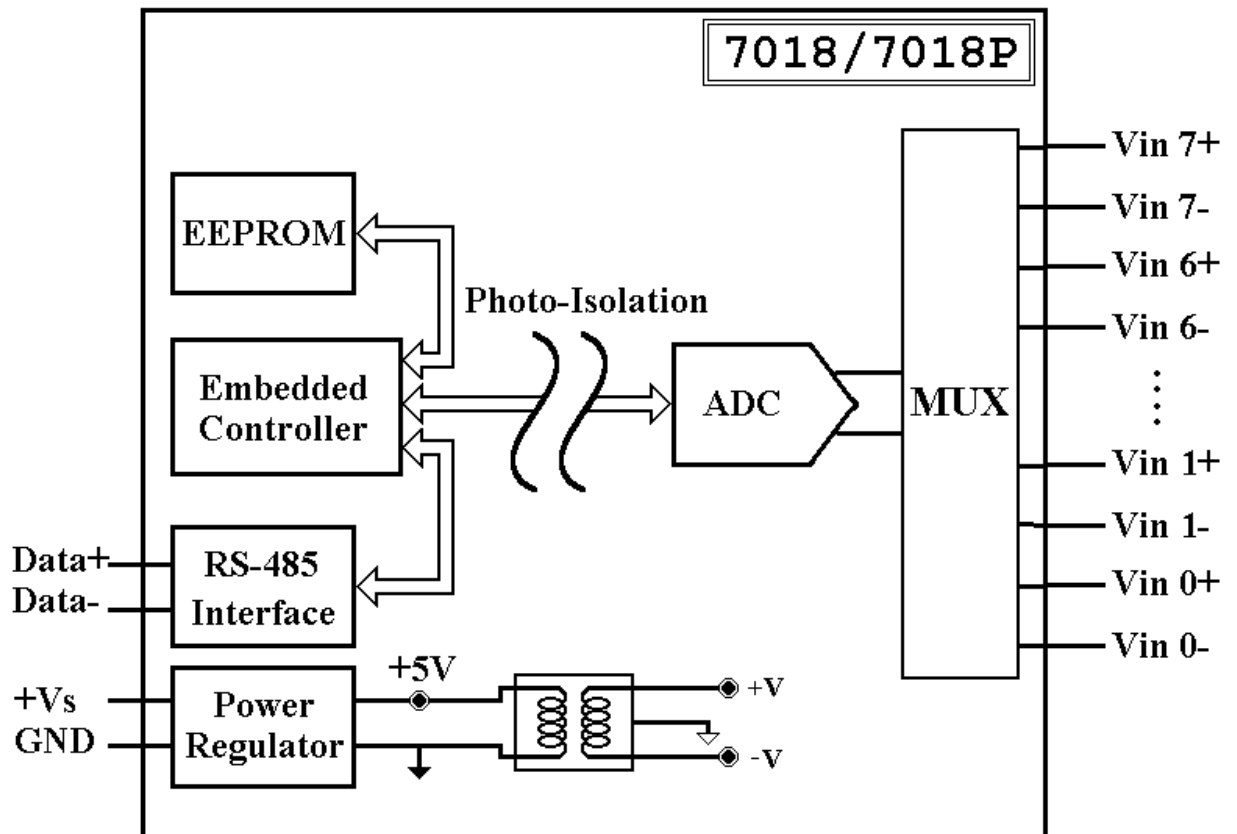 7018/7018P
Vin 7+
Vin 7-
EEPROM
Vin 6+
Photo-Isolation
Vin 6-
Embedded
Controller
ADC
MUX
Vin 1+
Vin 1-
Data+
Data-
RS-485
Interface
Vin 0+
Vin 0-
+5V
+Vs
GND
Power
Regulator
+V
-V